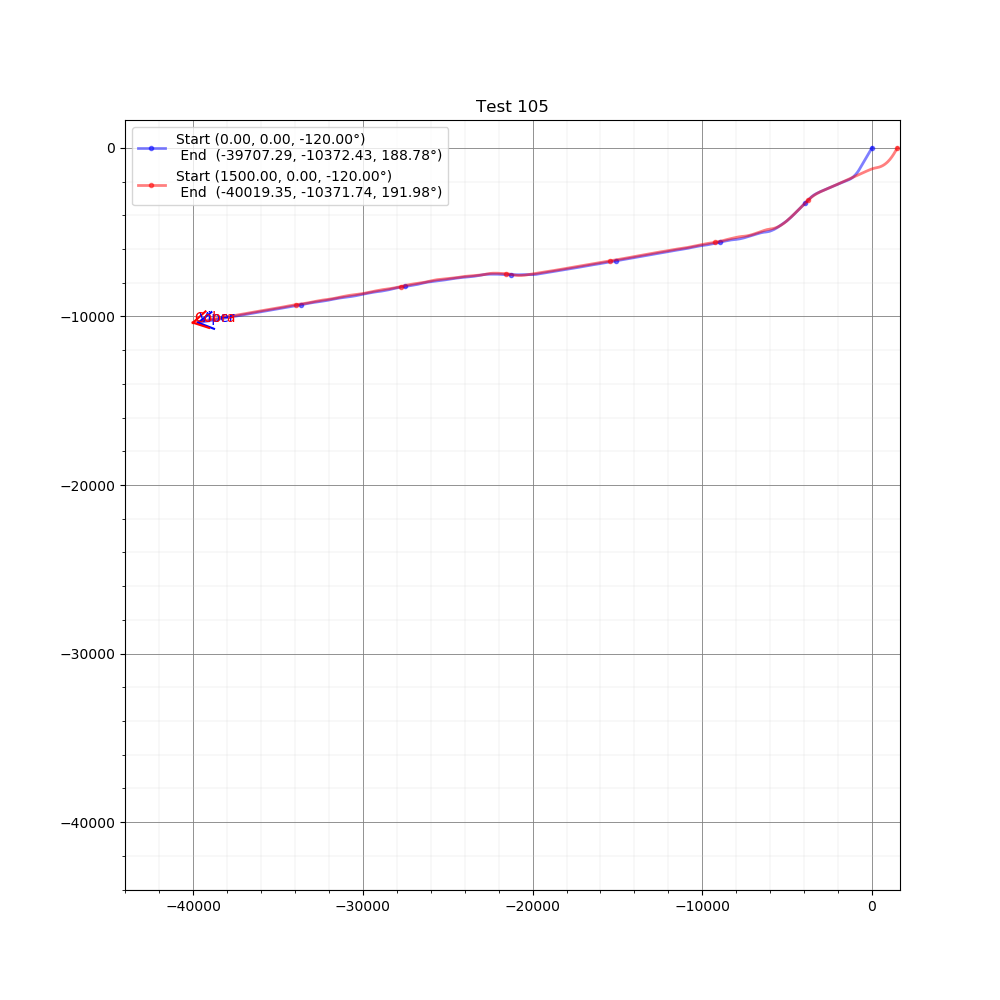 Test 105
Start (0.00, 0.00, -120.00°)
End (-39707.29, -10372.43, 188.78°)
Start (1500.00, 0.00, -120.00°)
End (-40019.35, -10371.74, 191.98°)
0
−10000
−20000
−30000
−40000
−40000
−30000
−20000
−10000
0